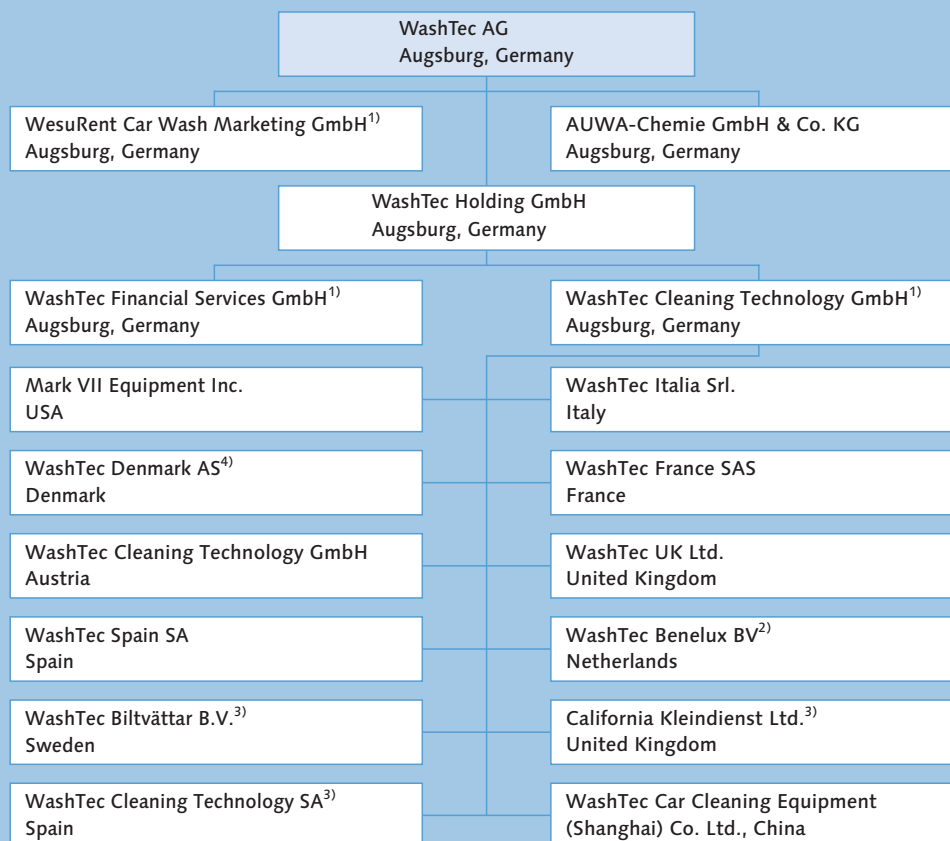 WashTec AG
Augsburg, Germany
WesuRent Car Wash Marketing GmbH1)
Augsburg, Germany
AUWA-Chemie GmbH & Co. KG
Augsburg, Germany
WashTec Holding GmbH
Augsburg, Germany
WashTec Financial Services GmbH1)
Augsburg, Germany
WashTec Cleaning Technology GmbH1)
Augsburg, Germany
Mark VII Equipment Inc.
USA
WashTec Italia Srl.
Italy
WashTec Denmark AS4)
Denmark
WashTec France SAS
France
WashTec Cleaning Technology GmbH
Austria
WashTec UK Ltd.
United Kingdom
WashTec Spain SA
Spain
WashTec Benelux BV2)
Netherlands
WashTec Biltvättar B.V.3)
Sweden
California Kleindienst Ltd.3)
United Kingdom
WashTec Cleaning Technology SA3)
Spain
WashTec Car Cleaning Equipment
(Shanghai) Co. Ltd., China